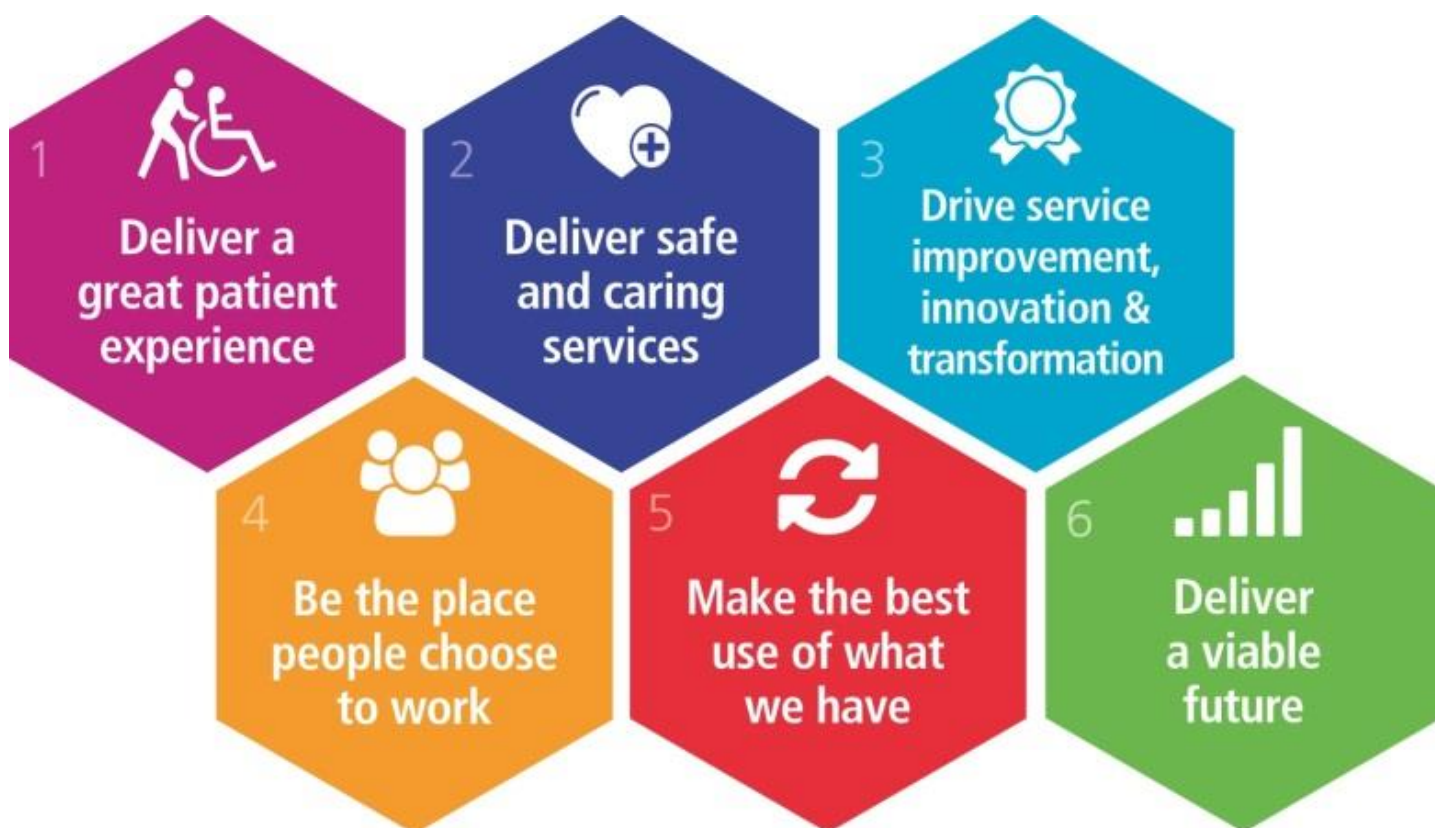 1
Deliver a
great patient
experience
2
Deliver safe
and caring
services
3
Drive service
improvement,
innovation &
transformation
4
Be the place
people choose
to work
5
Make the best
use of what
we have
6
Deliver
a viable
future